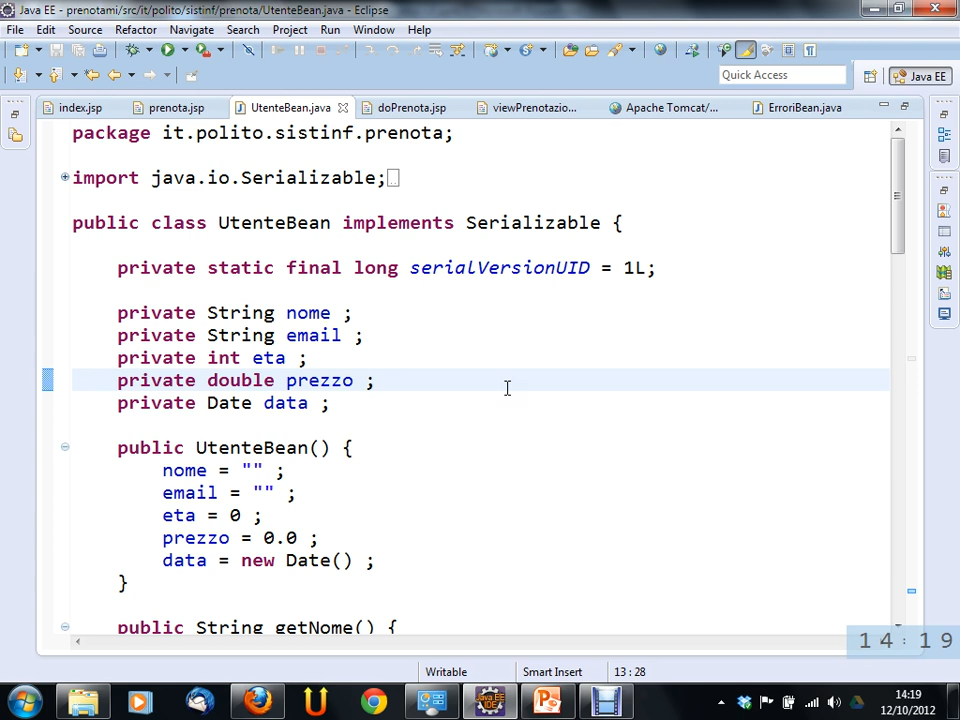 Java EE - prenotami/src/it/polito/sistinf/prenota/UtenteBean.java - Eclipse
File Edit Source Refactor Navigate Search Project Run Window Help
Quick Access
Java EE
index.jsp prenota.jsp UtenteBean.java doPrenota.jsp viewPrenotazio... Apache Tomcat/... ErroriBean.java
package it.polito.sistinf.prenota;
import java.io.Serializable;
public class UtenteBean implements Serializable {
private static final long serialVersionUID = 1L;
private String nome ;
private String email ;
private int eta ;
private double prezzo ;
private Date data ;
public UtenteBean() {
nome = "" ;
email = "" ;
eta = 0 ;
prezzo = 0.0 ;
data = new Date() ;
}
public String getNome() {
14:19
Writable Smart Insert 13 : 28
Java EE
IDE
14:19
12/10/2012